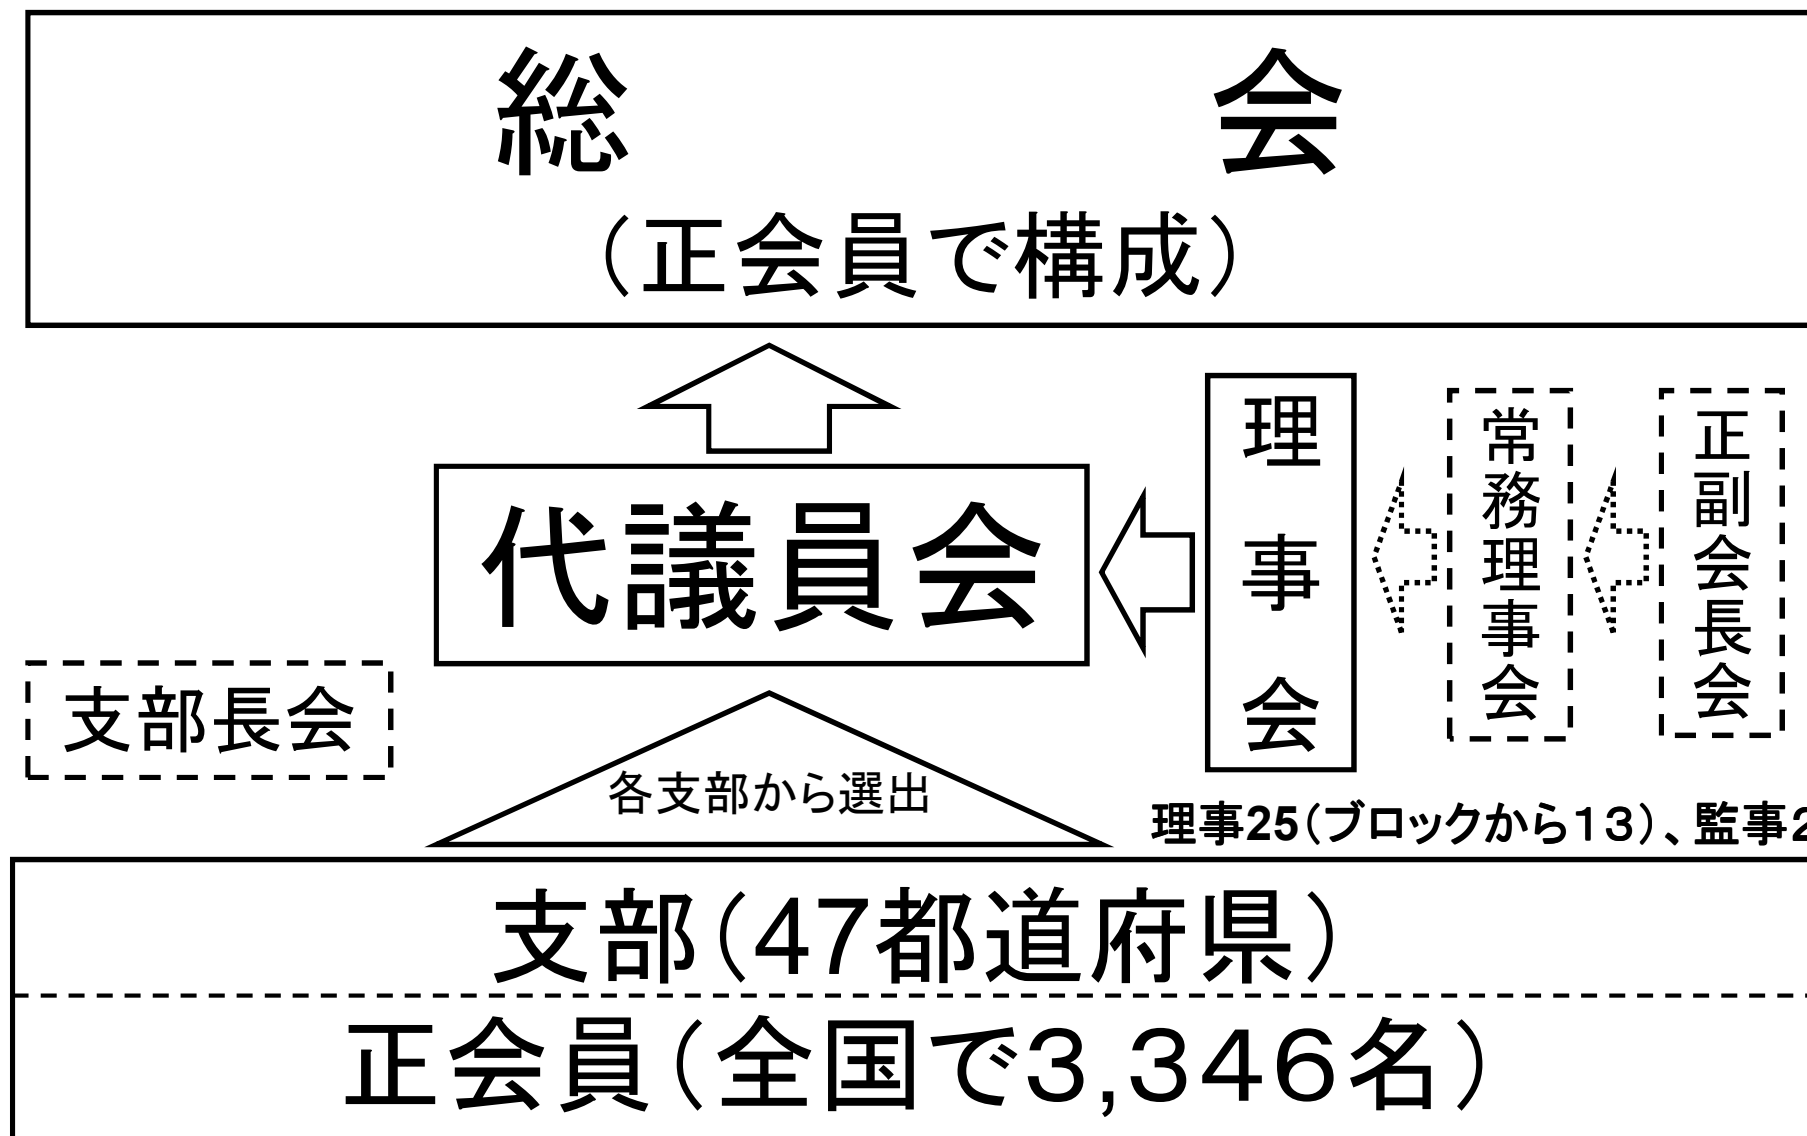 総 会
（正会員で構成）
代議員会
理事会
常務理事会
正副会長会
支部長会
各支部から選出
理事25（ブロックから１３）、監事2
支部（47都道府県）
正会員（全国で３,３４６名）